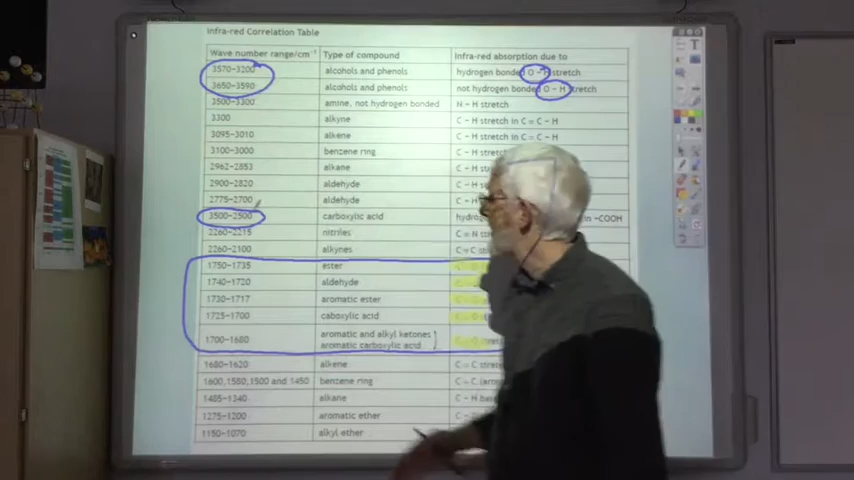 Infra-red Correlation Table
Wave number range/cm⁻¹ Type of compound Infra-red absorption due to
3570-3200 alcohols and phenols hydrogen bonded O - H stretch
3650-3590 alcohols and phenols not hydrogen bonded O - H stretch
3500-3300 amine, not hydrogen bonded N - H stretch
3300 alkyne C - H stretch in C ≡ C - H
3095-3010 alkene C - H stretch in C = C - H
3100-3000 benzene ring C - H
2962-2853 alkane C - H
2900-2820 aldehyde C - H
2775-2700 aldehyde C - H
3500-2500 carboxylic acid in -COOH
2260-2215 nitriles C ≡ N
2260-2100 alkynes C ≡ C
1750-1735 ester
1740-1720 aldehyde
1730-1717 aromatic ester
1725-1700 caboxylic acid
1700-1680 aromatic and alkyl ketones
aromatic carboxylic acid
1680-1620 alkene C = C
1600,1580,1500 and 1450 benzene ring C = C
1485-1340 alkane C - H
1275-1200 aromatic ether C -
1150-1070 alkyl ether C -